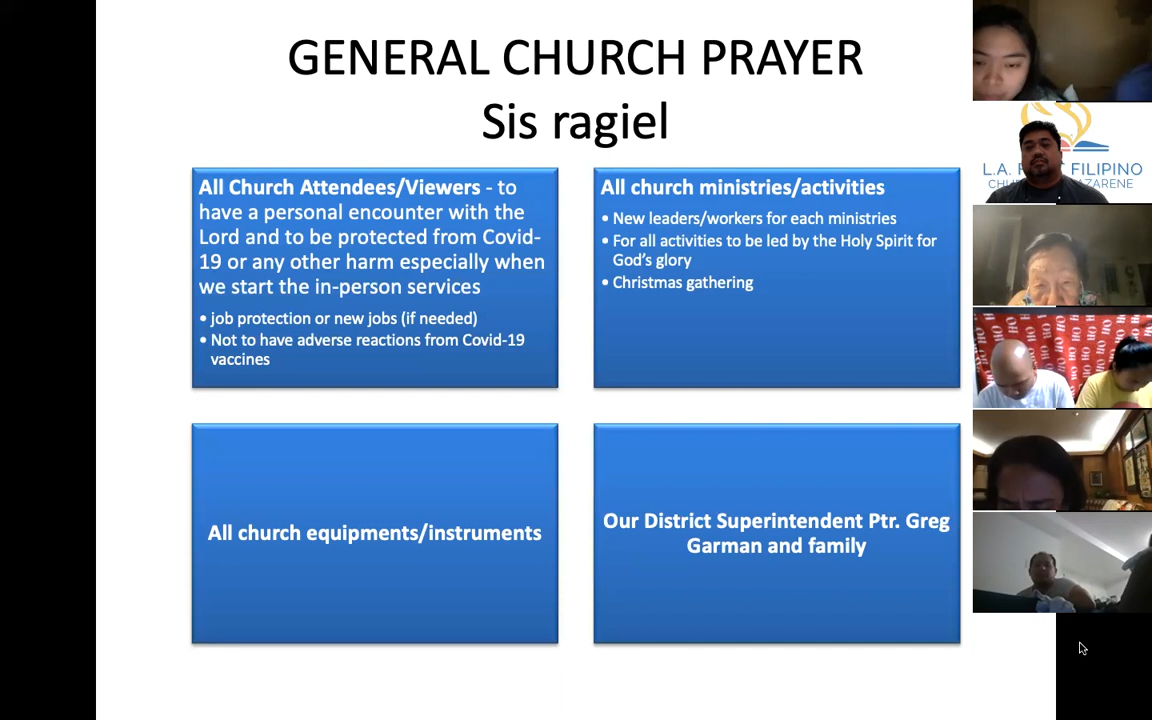 GENERAL CHURCH PRAYER
Sis ragiel
All Church Attendees/Viewers - to
have a personal encounter with the
Lord and to be protected from Covid-
19 or any other harm especially when
we start the in-person services
• job protection or new jobs (if needed)
• Not to have adverse reactions from Covid-19
vaccines
All church ministries/activities
• New leaders/workers for each ministries
• For all activities to be led by the Holy Spirit for
God's glory
• Christmas gathering
All church equipments/instruments
Our District Superintendent Ptr. Greg
Garman and family
L.A. FILIPINO
HO HO HO